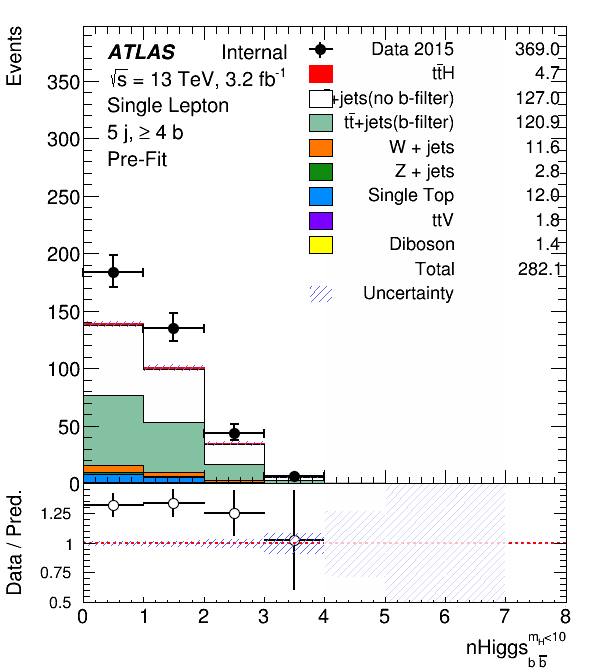 Events
ATLAS Internal
√s = 13 TeV, 3.2 fb⁻¹
Single Lepton
5 j, ≥ 4 b
Pre-Fit
Data 2015 369.0
tt̄H 4.7
+jets(no b-filter) 127.0
tt̄+jets(b-filter) 120.9
W + jets 11.6
Z + jets 2.8
Single Top 12.0
ttV 1.8
Diboson 1.4
Total 282.1
Uncertainty
350
300
250
200
150
100
50
0
Data / Pred.
1.25
1
0.75
0.5
0 1 2 3 4 5 6 7 8
nHiggs m_H<10 b b̄